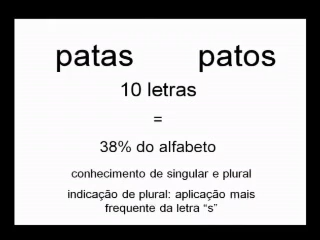 patas patos
10 letras
=
38% do alfabeto
conhecimento de singular e plural
indicação de plural: aplicação mais
frequente da letra “s”